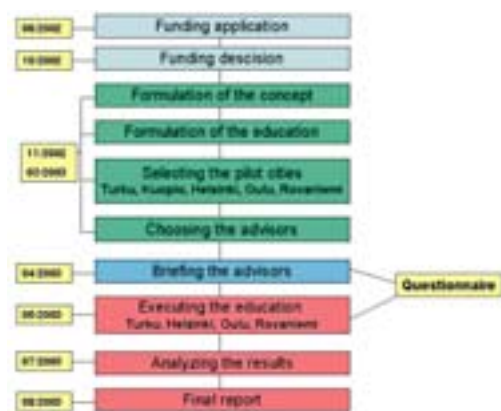 Funding application
Funding descision
Formulation of the concept
Formulation of the education
11/2002
Selecting the pilot cities
Turku, Kuopio, Helsinki, Oulu, Rovaniemi
Choosing the advisors
Briefing the advisors
Questionnaire
Executing the education
Turku, Helsinki, Oulu, Rovaniemi
Analyzing the results
Final report